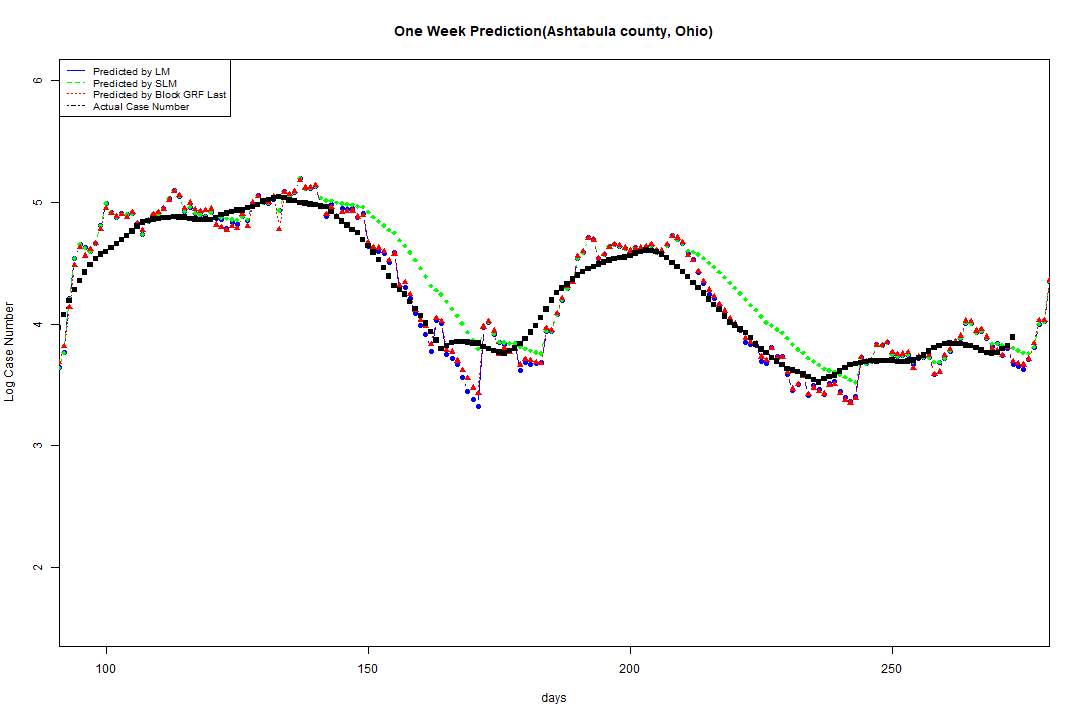 One Week Prediction(Ashtabula county, Ohio)
Predicted by LM
Predicted by SLM
Predicted by Block GRF Last
Actual Case Number
6
5
4
3
2
Log Case Number
100 150 200 250
days